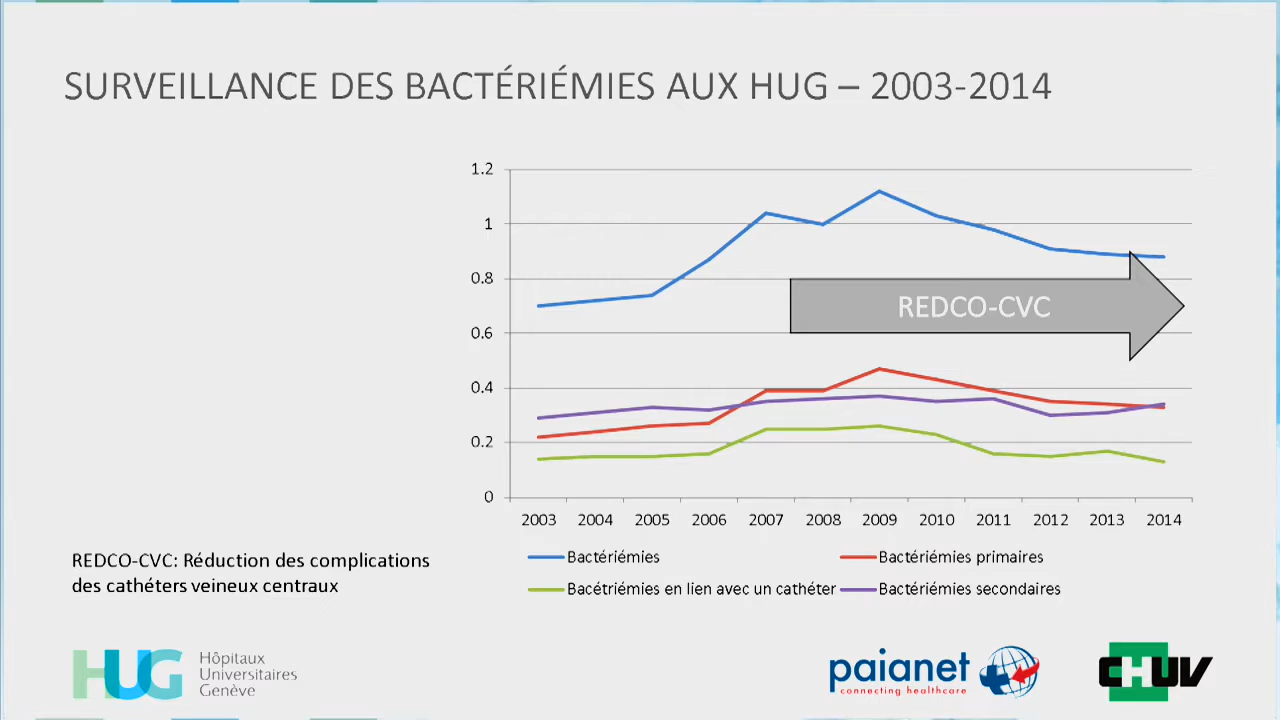 SURVEILLANCE DES BACTÉRIÉMIES AUX HUG – 2003-2014
1.2
1
0.8
0.6
0.4
0.2
0
REDCO-CVC
2003 2004 2005 2006 2007 2008 2009 2010 2011 2012 2013 2014
Bactériémies
Bactériémies primaires
Bacétriémies en lien avec un cathéter
Bactériémies secondaires
REDCO-CVC: Réduction des complications
des cathéters veineux centraux
HUG
Hôpitaux
Universitaires
Genève
paianet
connecting healthcare
CHUV